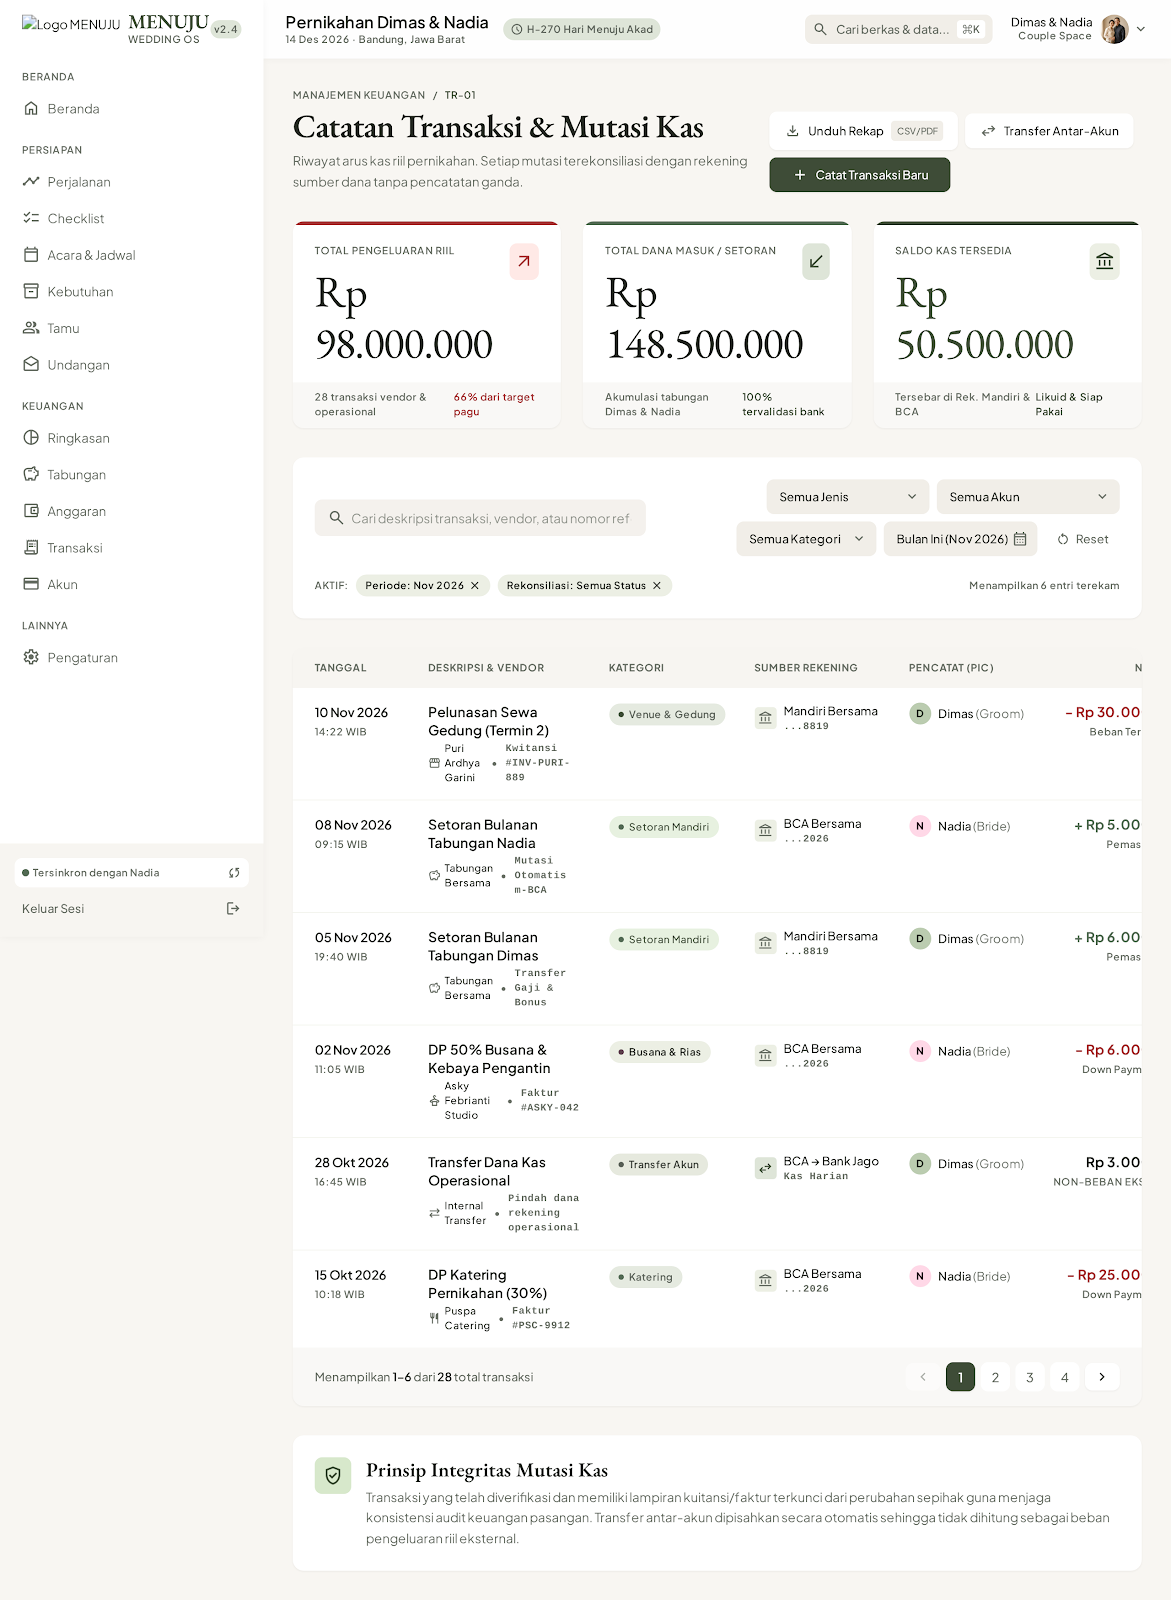 Logo MENUJU MENUJU
WEDDING OS
v2.4
Pernikahan Dimas & Nadia
14 Des 2026 · Bandung, Jawa Barat
H-270 Hari Menuju Akad
Cari berkas & data... ⌘K
Dimas & Nadia
Couple Space
BERANDA
Beranda
PERSIAPAN
Perjalanan
Checklist
Acara & Jadwal
Kebutuhan
Tamu
Undangan
KEUANGAN
Ringkasan
Tabungan
Anggaran
Transaksi
Akun
LAINNYA
Pengaturan
Tersinkron dengan Nadia
Keluar Sesi
MANAJEMEN KEUANGAN / TR-01
Catatan Transaksi & Mutasi Kas
Riwayat arus kas riil pernikahan. Setiap mutasi terekonsiliasi dengan rekening
sumber dana tanpa pencatatan ganda.
Unduh Rekap CSV/PDF
Transfer Antar-Akun
Catat Transaksi Baru
TOTAL PENGELUARAN RIIL
Rp
98.000.000
28 transaksi vendor &
operasional
66% dari target
pagu
TOTAL DANA MASUK / SETORAN
Rp
148.500.000
Akumulasi tabungan
Dimas & Nadia
100%
tervalidasi bank
SALDO KAS TERSEDIA
Rp
50.500.000
Tersebar di Rek. Mandiri &
BCA
Likuid & Siap
Pakai
Cari deskripsi transaksi, vendor, atau nomor ref
Semua Jenis
Semua Akun
Semua Kategori
Bulan Ini (Nov 2026)
Reset
AKTIF:
Periode: Nov 2026
Rekonsiliasi: Semua Status
Menampilkan 6 entri terekam
TANGGAL DESKRIPSI & VENDOR KATEGORI SUMBER REKENING PENCATAT (PIC) N
10 Nov 2026
14:22 WIB
Pelunasan Sewa
Gedung (Termin 2)
Puri
Ardhya
Garini
•
Kwitansi
#INV-PURI-
889
Venue & Gedung
Mandiri Bersama
...8819
D Dimas (Groom)
- Rp 30.00
Beban Ter
08 Nov 2026
09:15 WIB
Setoran Bulanan
Tabungan Nadia
Tabungan
Bersama
•
Mutasi
Otomatis
m-BCA
Setoran Mandiri
BCA Bersama
...2026
N Nadia (Bride)
+ Rp 5.00
Pemas
05 Nov 2026
19:40 WIB
Setoran Bulanan
Tabungan Dimas
Tabungan
Bersama
•
Transfer
Gaji &
Bonus
Setoran Mandiri
Mandiri Bersama
...8819
D Dimas (Groom)
+ Rp 6.00
Pemas
02 Nov 2026
11:05 WIB
DP 50% Busana &
Kebaya Pengantin
Asky
Febrianti
Studio
•
Faktur
#ASKY-042
Busana & Rias
BCA Bersama
...2026
N Nadia (Bride)
- Rp 6.00
Down Paym
28 Okt 2026
16:45 WIB
Transfer Dana Kas
Operasional
Internal
Transfer
•
Pindah dana
rekening
operasional
Transfer Akun
BCA → Bank Jago
Kas Harian
D Dimas (Groom)
Rp 3.00
NON-BEBAN EKS
15 Okt 2026
10:18 WIB
DP Katering
Pernikahan (30%)
Puspa
Catering
•
Faktur
#PSC-9912
Katering
BCA Bersama
...2026
N Nadia (Bride)
- Rp 25.00
Down Paym
Menampilkan 1-6 dari 28 total transaksi
1 2 3 4
Prinsip Integritas Mutasi Kas
Transaksi yang telah diverifikasi dan memiliki lampiran kuitansi/faktur terkunci dari perubahan sepihak guna menjaga
konsistensi audit keuangan pasangan. Transfer antar-akun dipisahkan secara otomatis sehingga tidak dihitung sebagai beban
pengeluaran riil eksternal.